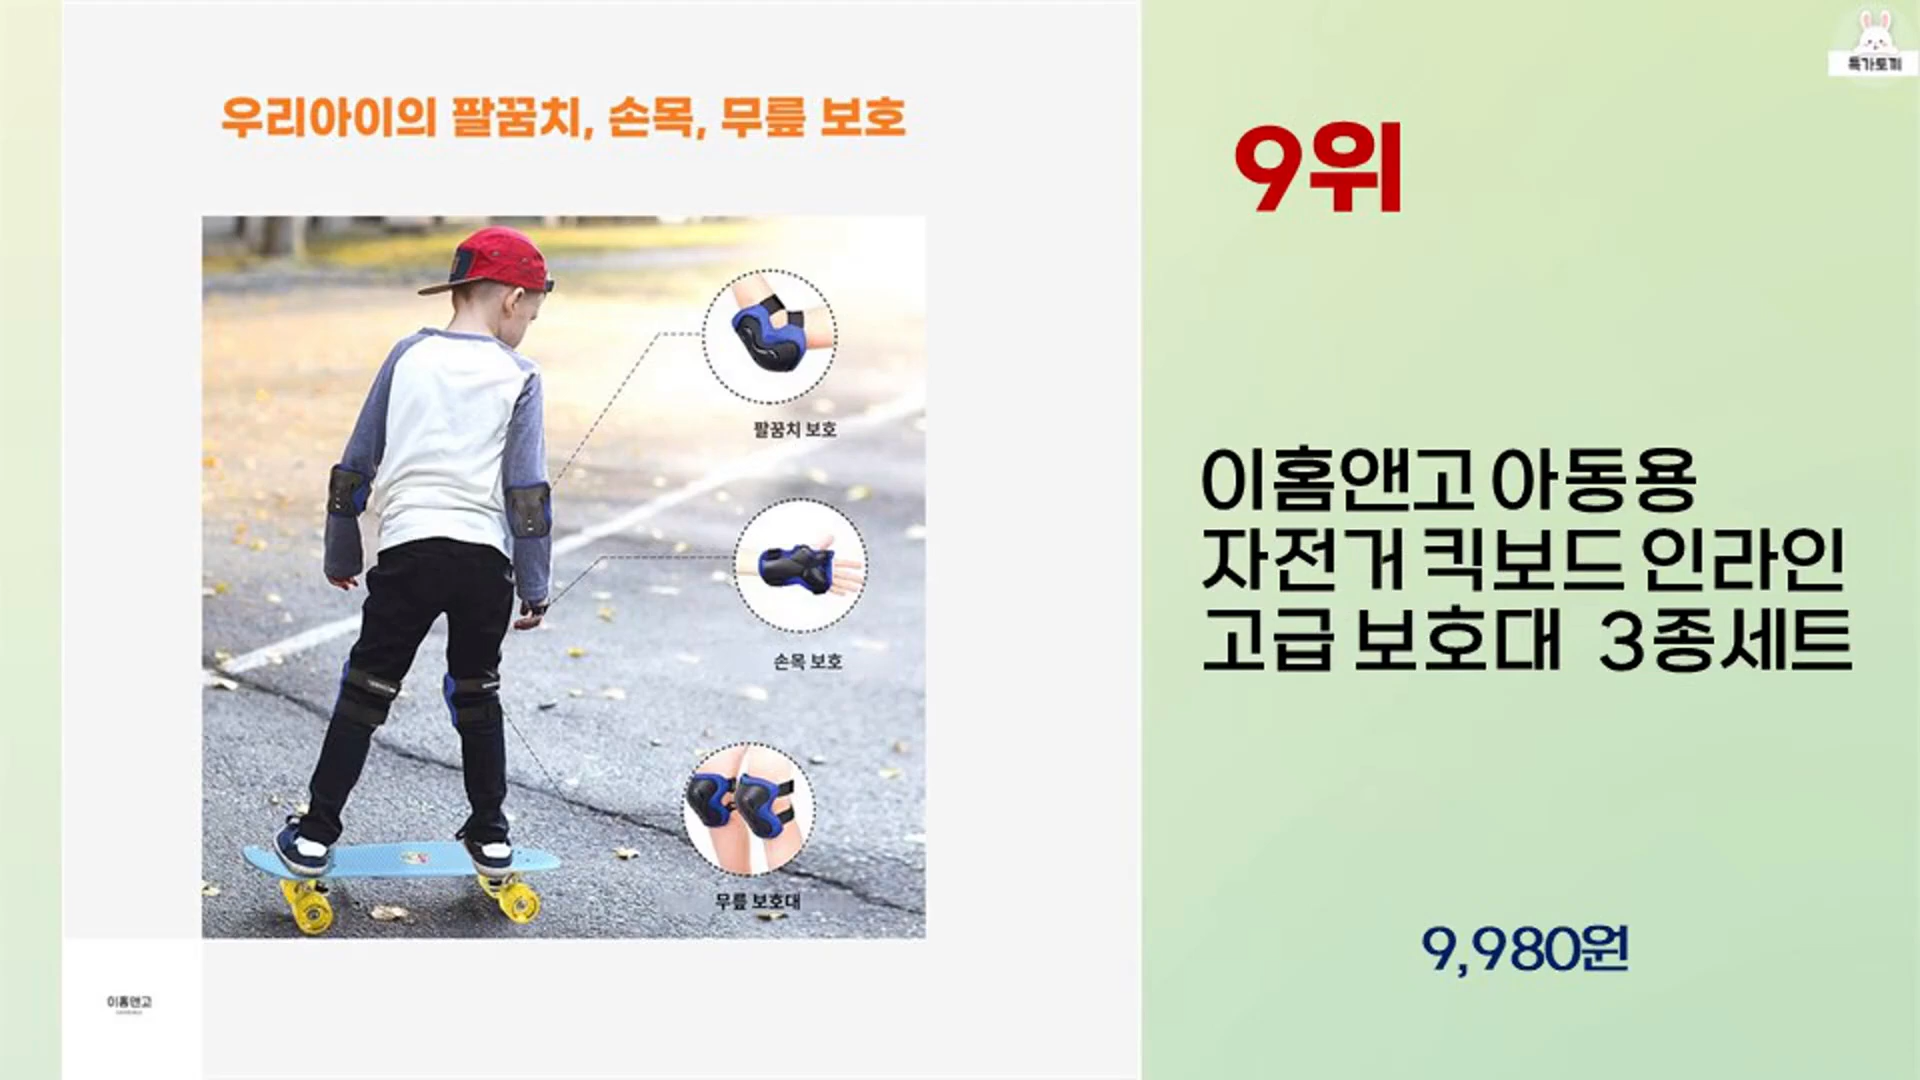 우리아이의 팔꿈치, 손목, 무릎 보호
팔꿈치 보호
손목 보호
무릎 보호대
이홈앤고
특가토끼
9위
이홈앤고 아동용
자전거 킥보드 인라인
고급 보호대 3종세트
9,980원